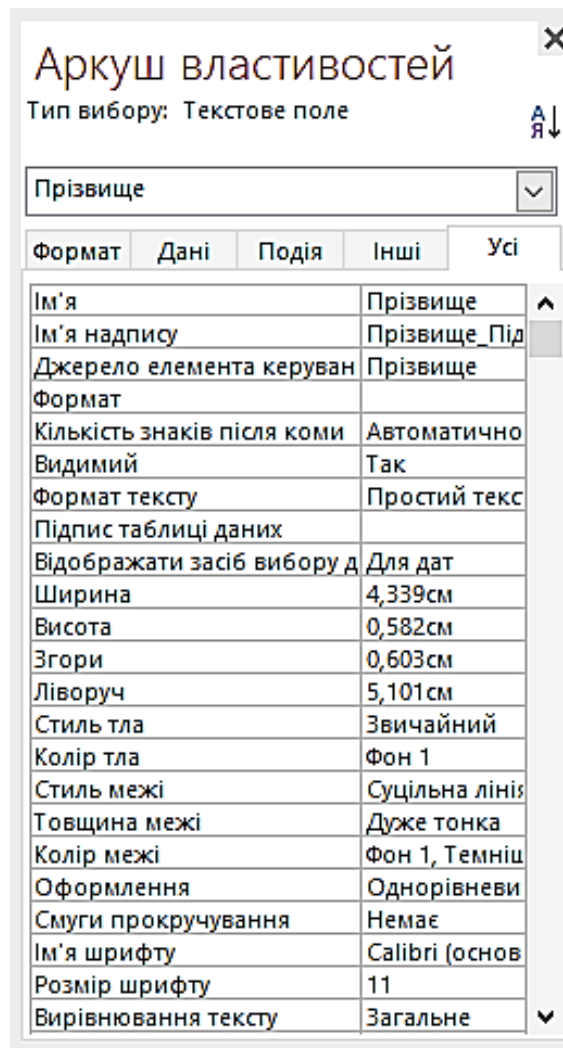 Аркуш властивостей
Тип вибору: Текстове поле
А
Я
Прізвище
Формат Дані Подія Інші Усі
Ім'я Прізвище
Ім'я надпису Прізвище_Під
Джерело елемента керуван Прізвище
Формат
Кількість знаків після коми Автоматично
Видимий Так
Формат тексту Простий текс
Підпис таблиці даних
Відображати засіб вибору д Для дат
Ширина 4,339см
Висота 0,582см
Згори 0,603см
Ліворуч 5,101см
Стиль тла Звичайний
Колір тла Фон 1
Стиль межі Суцільна лінія
Товщина межі Дуже тонка
Колір межі Фон 1, Темніш
Оформлення Однорівневи
Смуги прокручування Немає
Ім'я шрифту Calibri (основ
Розмір шрифту 11
Вирівнювання тексту Загальне